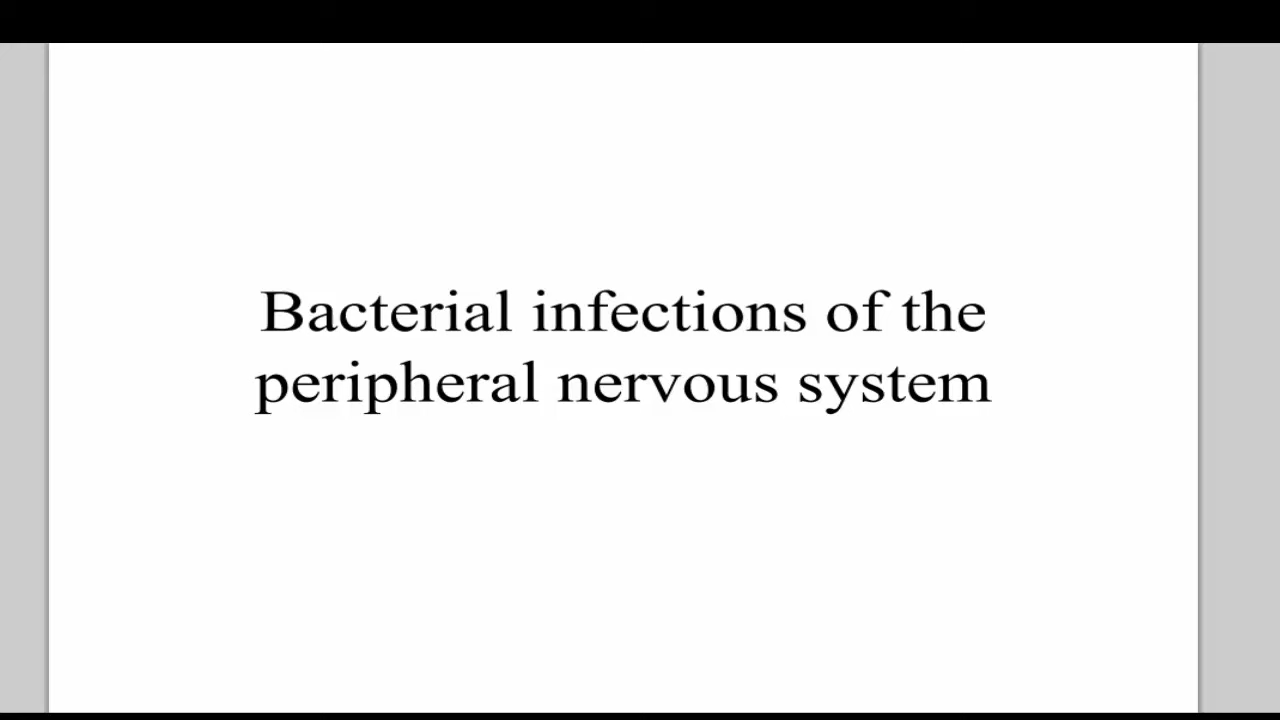 Bacterial infections of the
peripheral nervous system